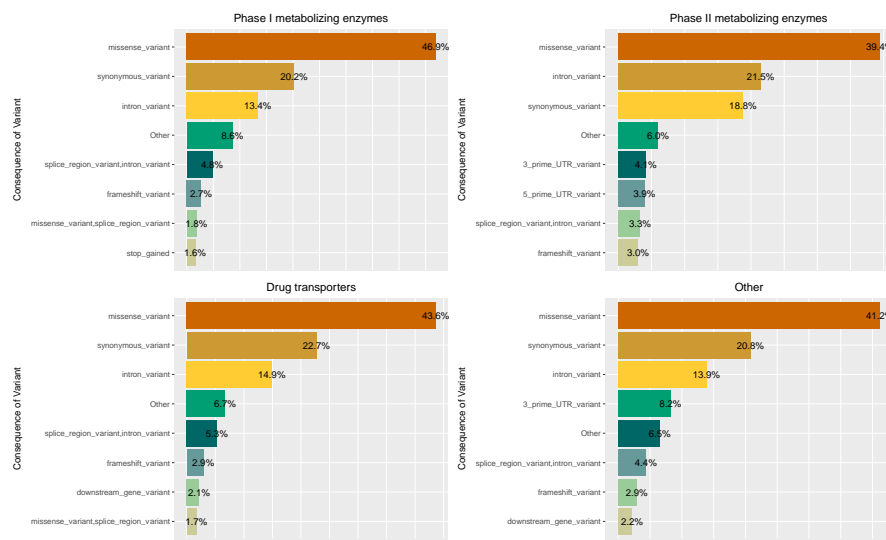 Phase I metabolizing enzymes
Consequence of Variant
missense_variant 46.9%
synonymous_variant 20.2%
intron_variant 13.4%
Other 8.6%
splice_region_variant,intron_variant 4.8%
frameshift_variant 2.7%
missense_variant,splice_region_variant 1.8%
stop_gained 1.6%
Phase II metabolizing enzymes
Consequence of Variant
missense_variant 39.4%
intron_variant 21.5%
synonymous_variant 18.8%
Other 6.0%
3_prime_UTR_variant 4.1%
5_prime_UTR_variant 3.9%
splice_region_variant,intron_variant 3.3%
frameshift_variant 3.0%
Drug transporters
Consequence of Variant
missense_variant 43.6%
synonymous_variant 22.7%
intron_variant 14.9%
Other 6.7%
splice_region_variant,intron_variant 5.3%
frameshift_variant 2.9%
downstream_gene_variant 2.1%
missense_variant,splice_region_variant 1.7%
Other
Consequence of Variant
missense_variant 41.2%
synonymous_variant 20.8%
intron_variant 13.9%
3_prime_UTR_variant 8.2%
Other 6.5%
splice_region_variant,intron_variant 4.4%
frameshift_variant 2.9%
downstream_gene_variant 2.2%